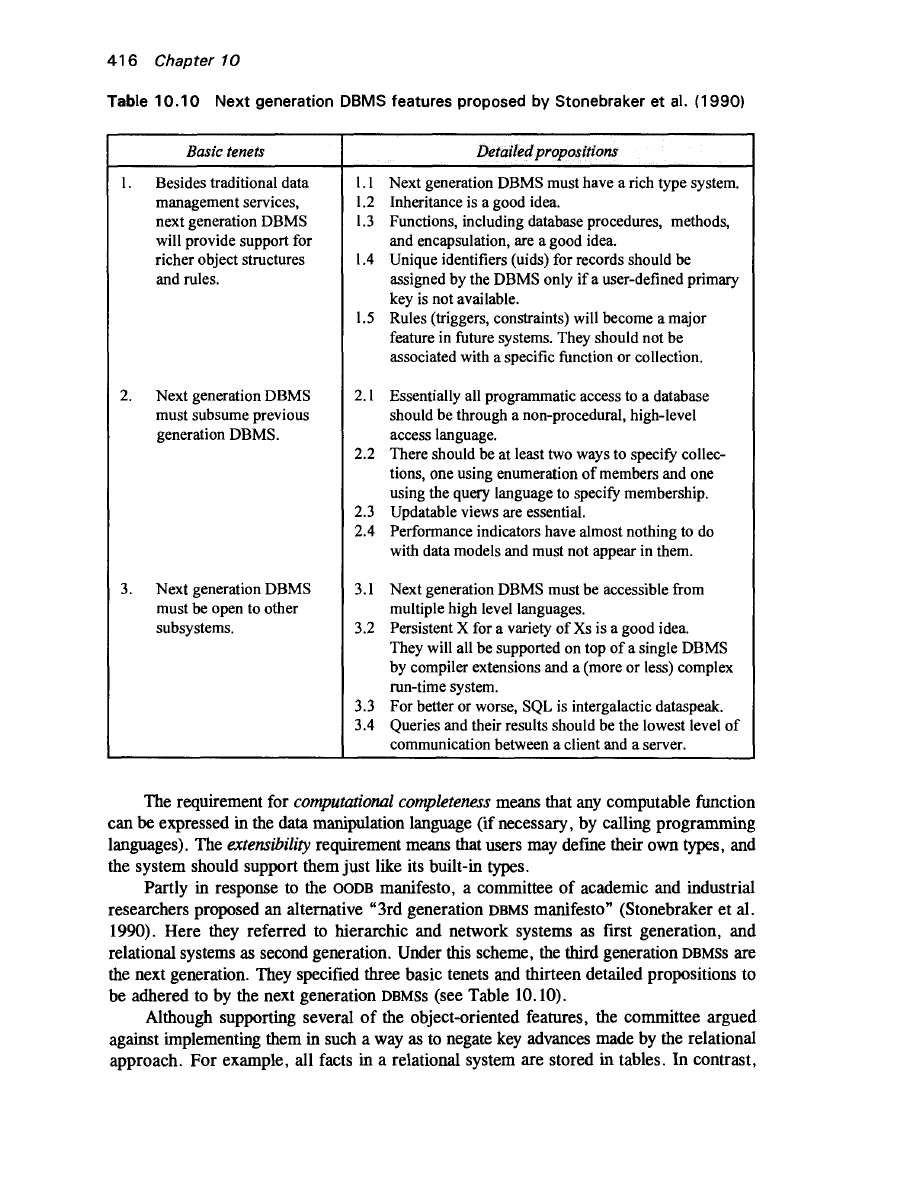 416 Chapter 10
Table 10.10 Next generation DBMS features proposed by Stonebraker et al. (1990)
Basic tenets
Detailed propositions
1. Besides traditional data
management services,
next generation DBMS
will provide support for
richer object structures
and rules.
1.1 Next generation DBMS must have a rich type system.
1.2 Inheritance is a good idea.
1.3 Functions, including database procedures, methods,
and encapsulation, are a good idea.
1.4 Unique identifiers (uids) for records should be
assigned by the DBMS only if a user-defined primary
key is not available.
1.5 Rules (triggers, constraints) will become a major
feature in future systems. They should not be
associated with a specific function or collection.
2. Next generation DBMS
must subsume previous
generation DBMS.
2.1 Essentially all programmatic access to a database
should be through a non-procedural, high-level
access language.
2.2 There should be at least two ways to specify collec-
tions, one using enumeration of members and one
using the query language to specify membership.
2.3 Updatable views are essential.
2.4 Performance indicators have almost nothing to do
with data models and must not appear in them.
3. Next generation DBMS
must be open to other
subsystems.
3.1 Next generation DBMS must be accessible from
multiple high level languages.
3.2 Persistent X for a variety of Xs is a good idea.
They will all be supported on top of a single DBMS
by compiler extensions and a (more or less) complex
run-time system.
3.3 For better or worse, SQL is intergalactic dataspeak.
3.4 Queries and their results should be the lowest level of
communication between a client and a server.
The requirement for computational completeness means that any computable function
can be expressed in the data manipulation language (if necessary, by calling programming
languages). The extensibility requirement means that users may define their own types, and
the system should support them just like its built-in types.
Partly in response to the OODB manifesto, a committee of academic and industrial
researchers proposed an alternative “3rd generation DBMS manifesto” (Stonebraker et al.
1990). Here they referred to hierarchic and network systems as first generation, and
relational systems as second generation. Under this scheme, the third generation DBMSs are
the next generation. They specified three basic tenets and thirteen detailed propositions to
be adhered to by the next generation DBMSs (see Table 10.10).
Although supporting several of the object-oriented features, the committee argued
against implementing them in such a way as to negate key advances made by the relational
approach. For example, all facts in a relational system are stored in tables. In contrast,